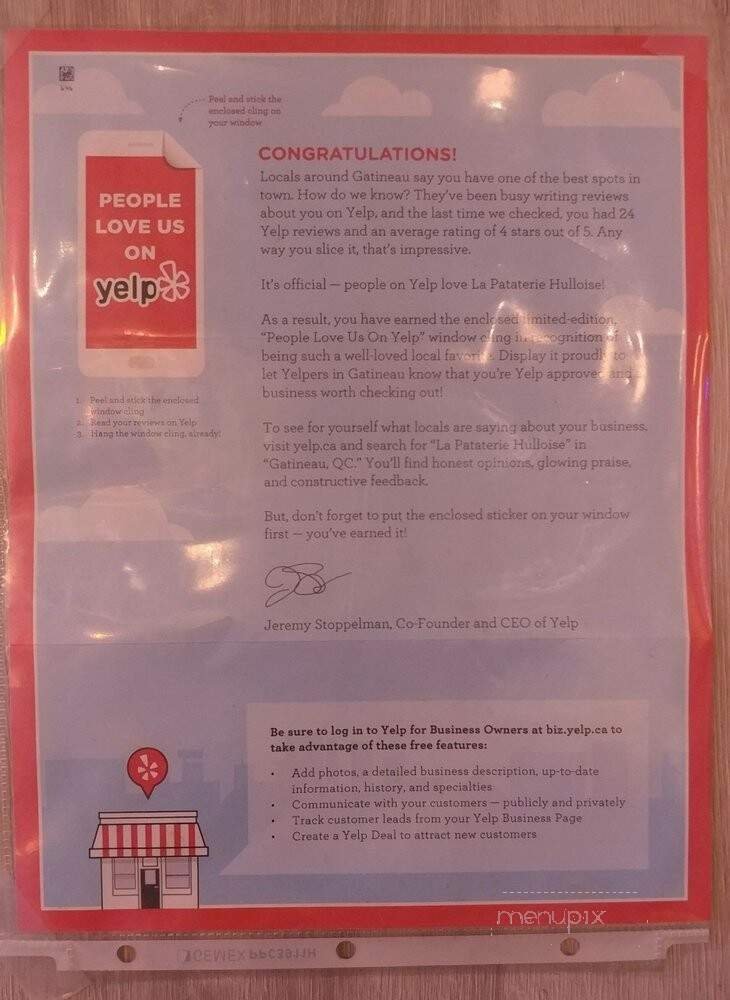 Peel and stick the
enclosed cling on
your window
PEOPLE
LOVE US
ON
yelp
1. Peel and stick the enclosed
window cling
2. Read your reviews on Yelp
3. Hang the window cling, already!
CONGRATULATIONS!
Locals around Gatineau say you have one of the best spots in
town. How do we know? They've been busy writing reviews
about you on Yelp, and the last time we checked, you had 24
Yelp reviews and an average rating of 4 stars out of 5. Any
way you slice it, that's impressive.
It's official — people on Yelp love La Pataterie Hulloise!
As a result, you have earned the enclosed limited-edition,
"People Love Us On Yelp" window cling in recognition of
being such a well-loved local favorite. Display it proudly to
let Yelpers in Gatineau know that you're Yelp approved and a
business worth checking out!
To see for yourself what locals are saying about your business,
visit yelp.ca and search for "La Pataterie Hulloise" in
"Gatineau, QC." You'll find honest opinions, glowing praise,
and constructive feedback.
But, don't forget to put the enclosed sticker on your window
first — you've earned it!
Jeremy Stoppelman, Co-Founder and CEO of Yelp
Be sure to log in to Yelp for Business Owners at biz.yelp.ca to
take advantage of these free features:
• Add photos, a detailed business description, up-to-date
information, history, and specialties
• Communicate with your customers — publicly and privately
• Track customer leads from your Yelp Business Page
• Create a Yelp Deal to attract new customers
menupix
GEMEX PPC3911H